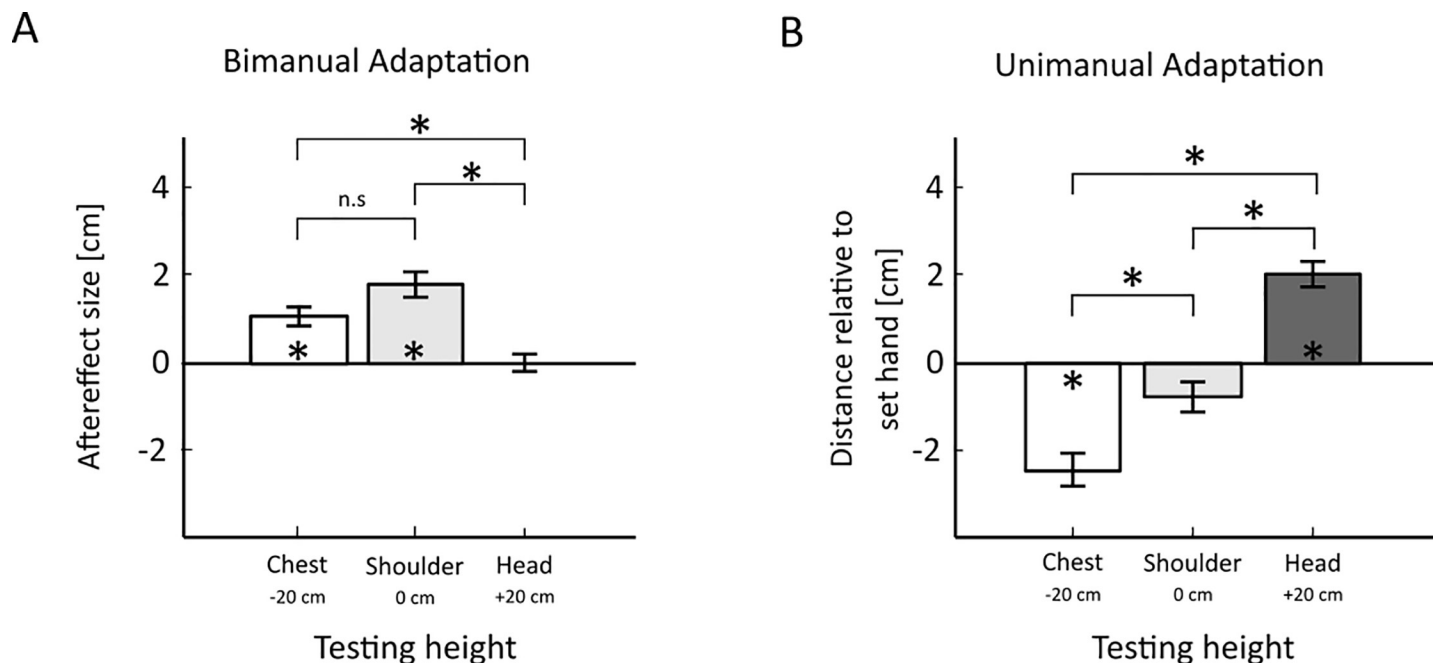 A
Bimanual Adaptation
*
*
n.s
4
2
0
-2
Aftereffect size [cm]
*
*
Chest
Shoulder
Head
-20 cm
0 cm
+20 cm
Testing height
B
Unimanual Adaptation
*
*
*
4
2
0
-2
Distance relative to
set hand [cm]
*
*
Chest
Shoulder
Head
-20 cm
0 cm
+20 cm
Testing height